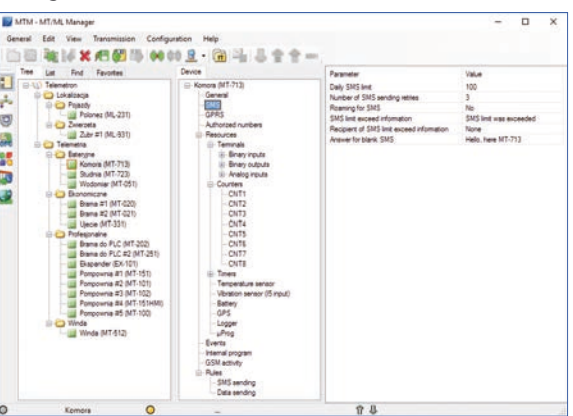 MTM - MT/ML Manager
General Edit View Transmission Configuration Help
Tree List Find Favorites
Telemetron
Lokalizacja
Pojazdy
Polonez (ML-231)
Zwierzeta
Zubr #1 (ML-931)
Telemetria
Bateryjne
Komora (MT-713)
Studnia (MT-723)
Wodomiar (MT-051)
Ekonomiczne
Brama #1 (MT-020)
Brama #2 (MT-021)
Ujecie (MT-331)
Profesjonalne
Brama do PLC (MT-202)
Brama do PLC #2 (MT-251)
Ekspander (EX-101)
Pompownia #1 (MT-151)
Pompownia #2 (MT-101)
Pompownia #3 (MT-102)
Pompownia #4 (MT-151HMI)
Pompownia #5 (MT-100)
Winda
Winda (MT-512)
Device
Komora (MT-713)
General
SMS
GPRS
Authorized numbers
Resources
Terminals
Binary inputs
Binary outputs
Analog inputs
Counters
CNT1
CNT2
CNT3
CNT4
CNT5
CNT6
CNT7
CNT8
Timers
Temperature sensor
Vibration sensor (I5 input)
Battery
GPS
Logger
µProg
Events
Internal program
GSM activity
Rules
SMS sending
Data sending
Parameter Value
Daily SMS limit 100
Number of SMS sending retries 3
Roaming for SMS No
SMS limit exceed information SMS limit was exceeded
Recipient of SMS limit exceed information None
Answer for blank SMS Hello, here MT-713
Komora